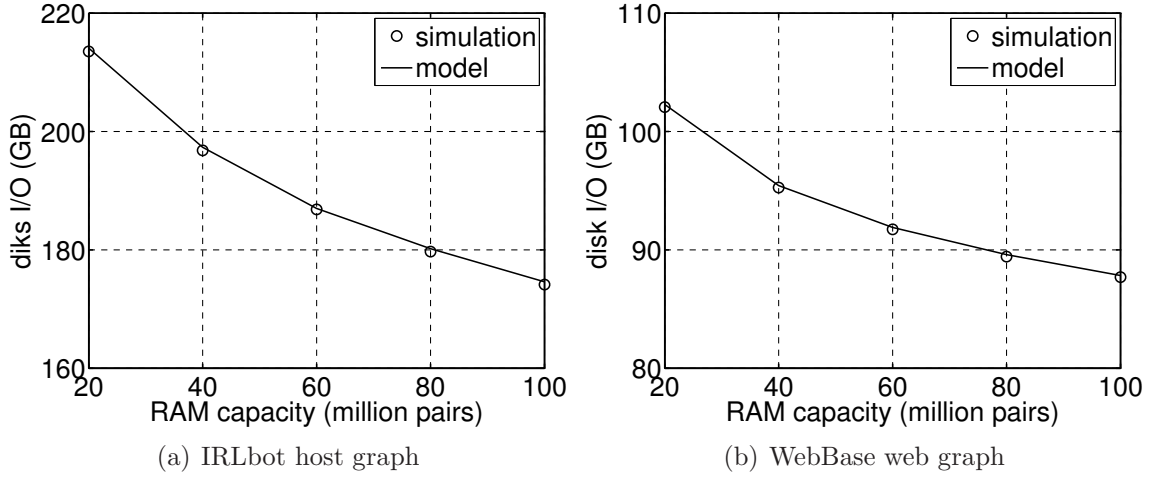 220
200
180
160
diks I/O (GB)
simulation
model
20 40 60 80 100
RAM capacity (million pairs)
(a) IRLbot host graph
110
100
90
80
disk I/O (GB)
simulation
model
20 40 60 80 100
RAM capacity (million pairs)
(b) WebBase web graph